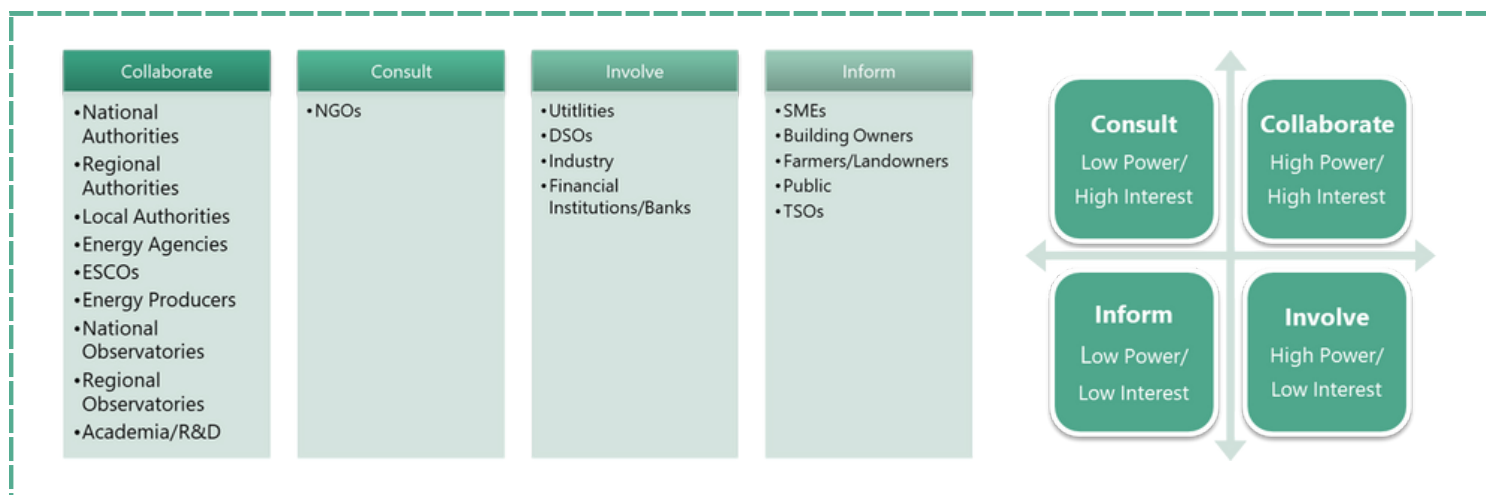 Collaborate
•National
Authorities
•Regional
Authorities
•Local Authorities
•Energy Agencies
•ESCOs
•Energy Producers
•National
Observatories
•Regional
Observatories
•Academia/R&D
Consult
•NGOs
Involve
•Utitlities
•DSOs
•Industry
•Financial
Institutions/Banks
Inform
•SMEs
•Building Owners
•Farmers/Landowners
•Public
•TSOs
Consult
Low Power/
High Interest
Collaborate
High Power/
High Interest
Inform
Low Power/
Low Interest
Involve
High Power/
Low Interest